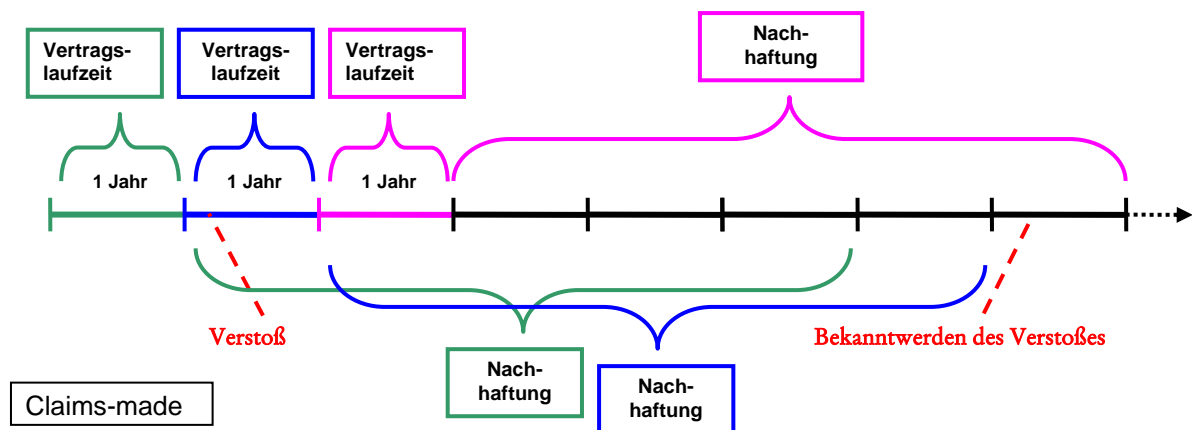 Vertrags-
laufzeit
Vertrags-
laufzeit
Vertrags-
laufzeit
Nach-
haftung
1 Jahr
1 Jahr
1 Jahr
Verstoß
Bekanntwerden des Verstoßes
Nach-
haftung
Nach-
haftung
Claims-made